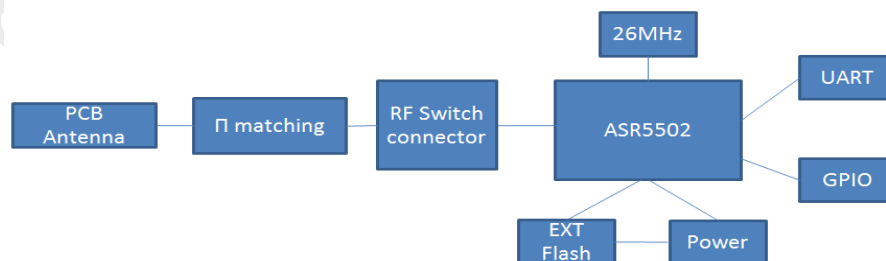 26MHz
UART
PCB
Antenna
Π matching
RF Switch
connector
ASR5502
GPIO
EXT
Flash
Power